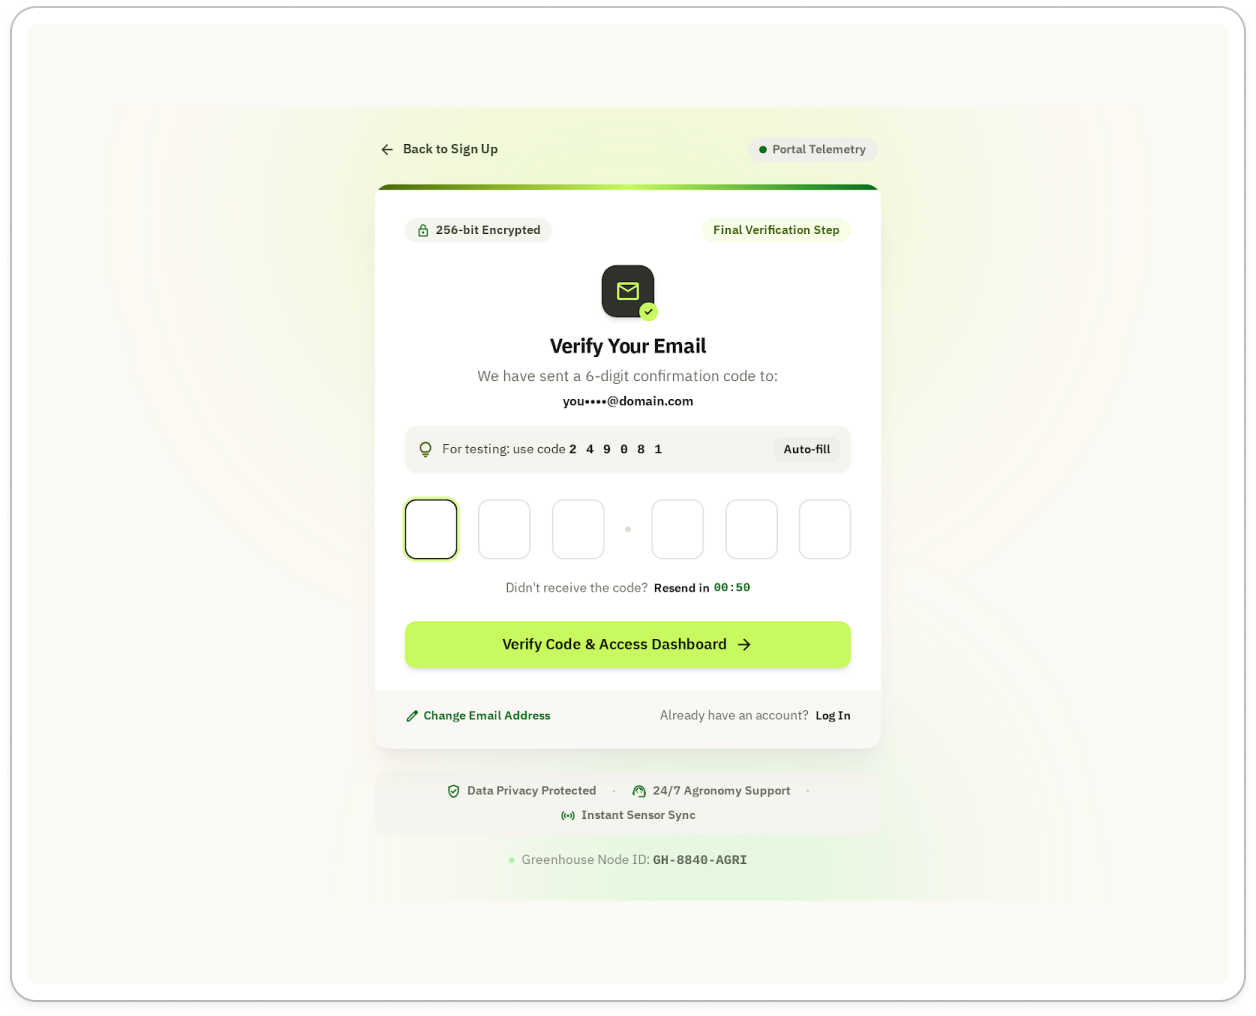 Back to Sign Up
Portal Telemetry
256-bit Encrypted
Final Verification Step
Verify Your Email
We have sent a 6-digit confirmation code to:
you••••@domain.com
For testing: use code 2 4 9 0 8 1
Auto-fill
Didn't receive the code? Resend in 00:50
Verify Code & Access Dashboard
Change Email Address
Already have an account? Log In
Data Privacy Protected · 24/7 Agronomy Support ·
Instant Sensor Sync
Greenhouse Node ID: GH-8840-AGRI